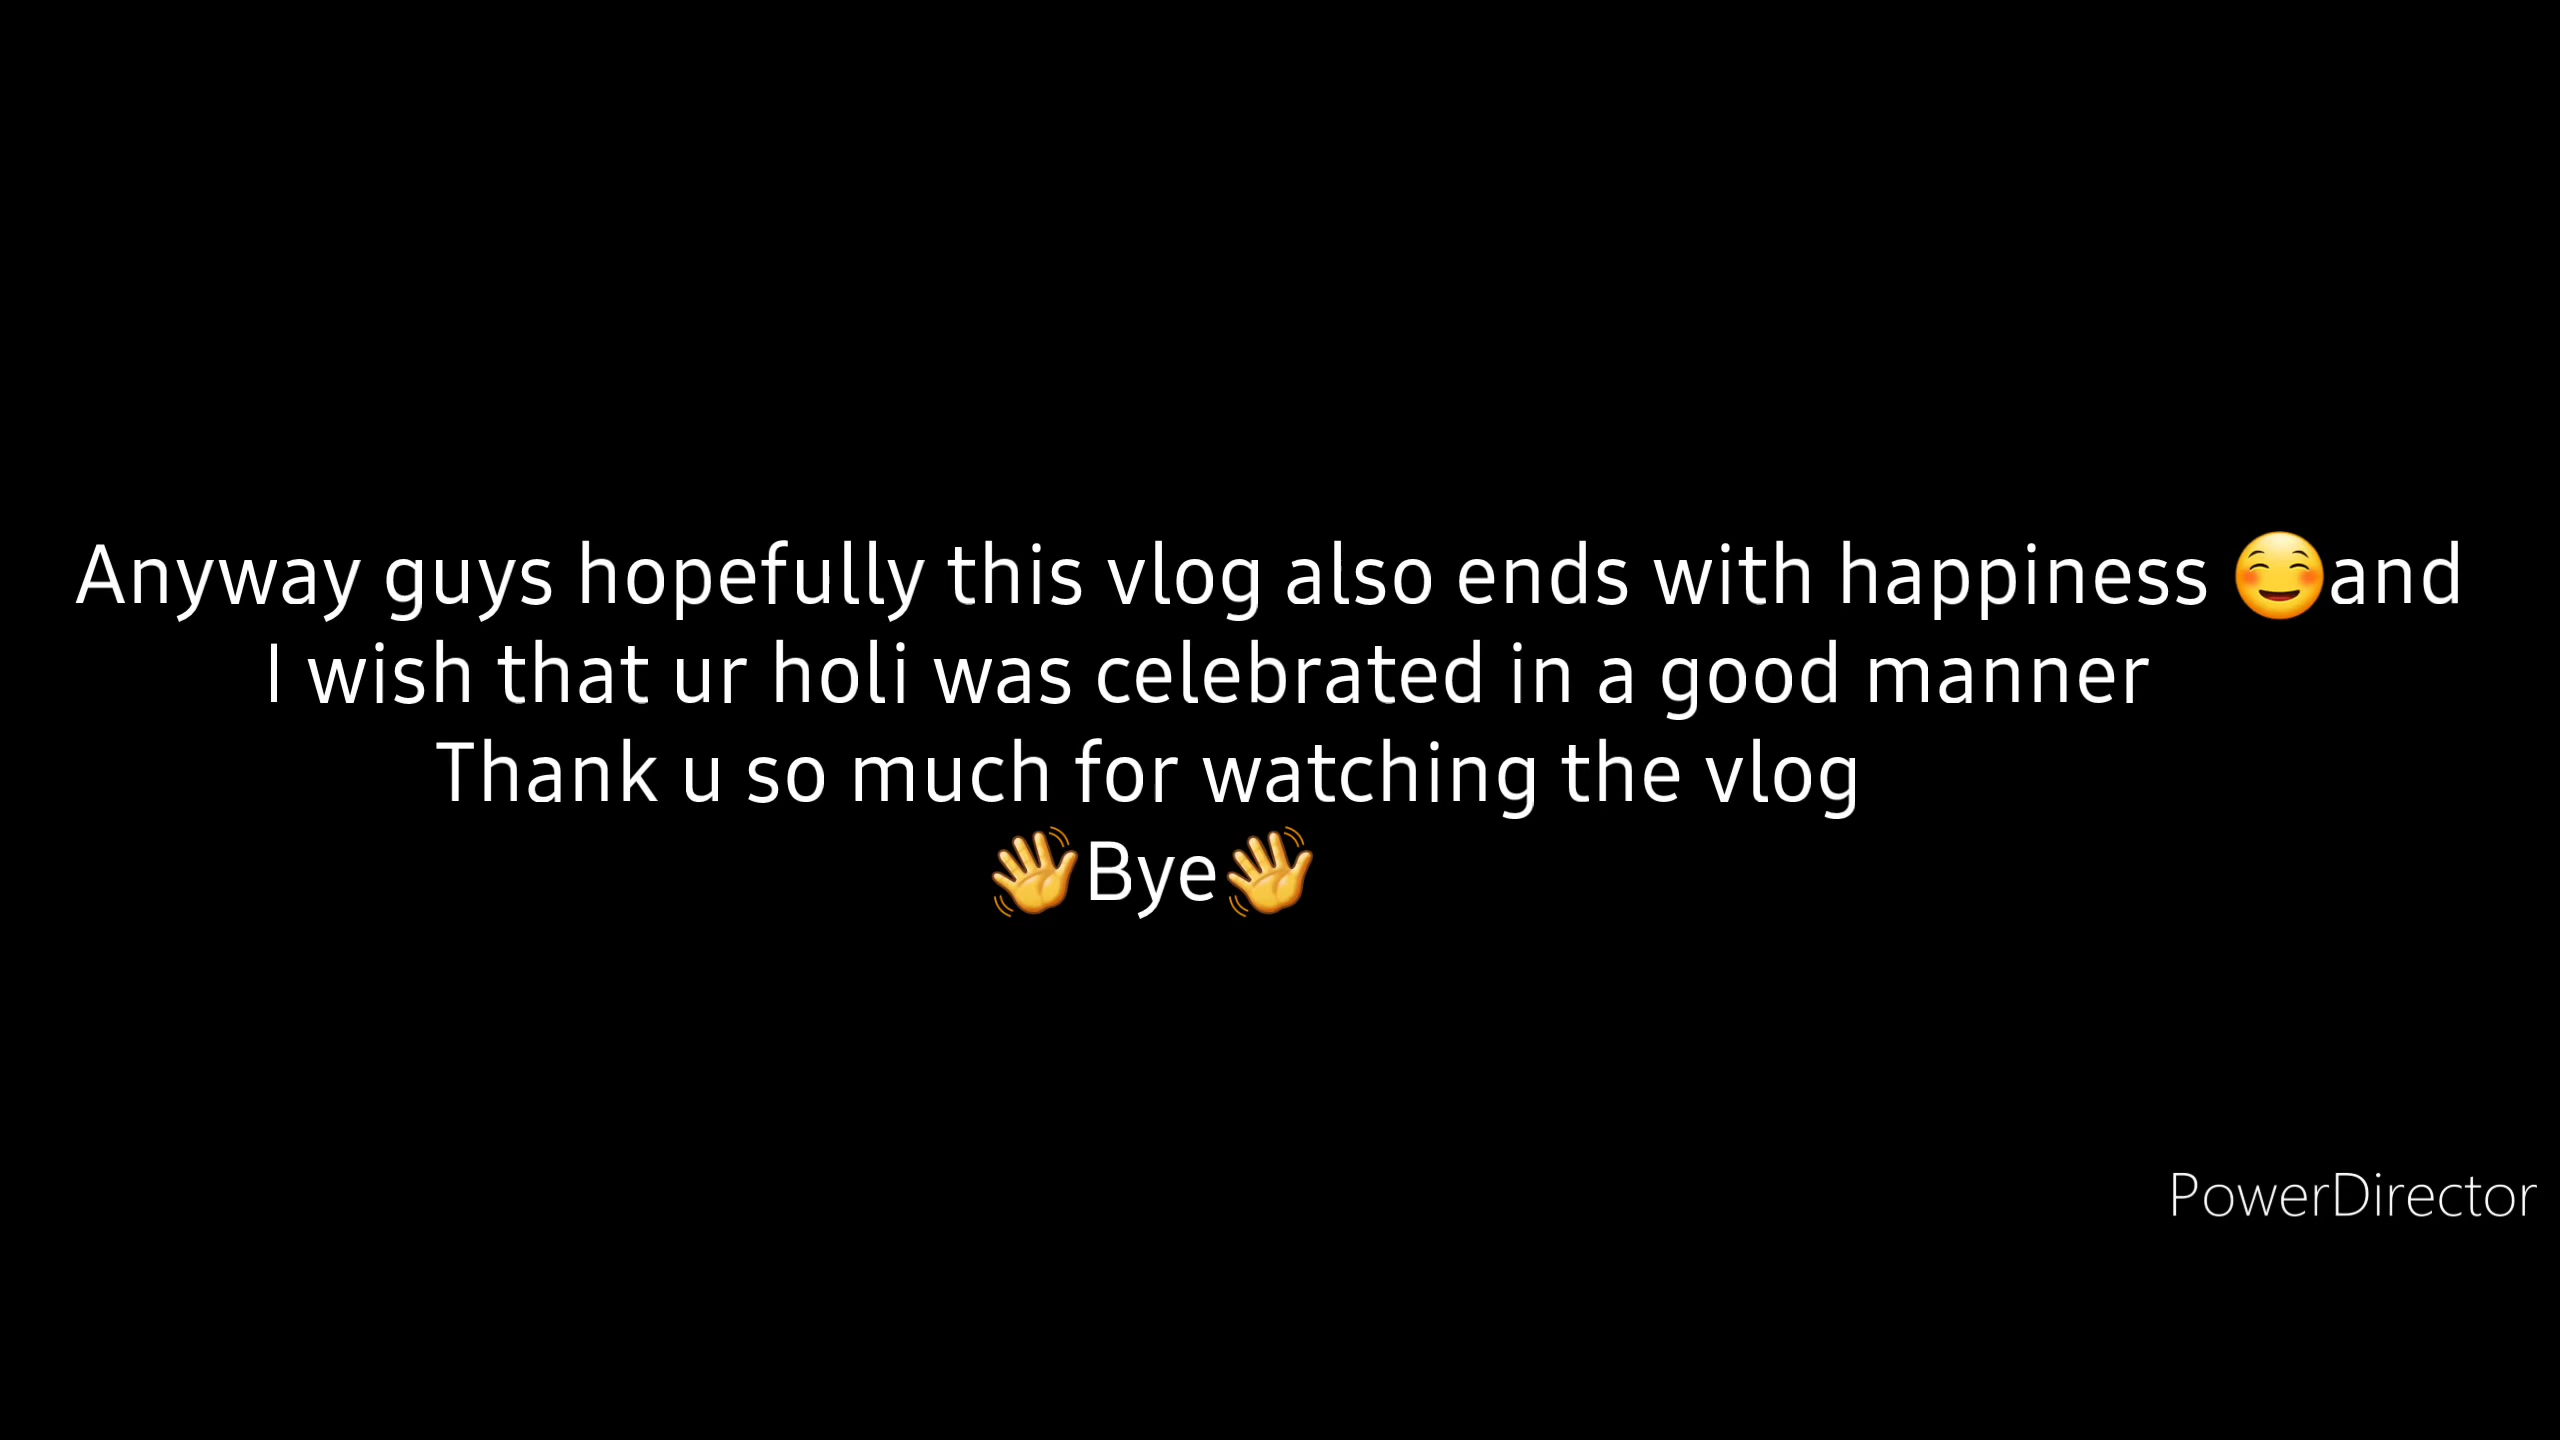 Anyway guys hopefully this vlog also ends with happiness 😊and
I wish that ur holi was celebrated in a good manner
Thank u so much for watching the vlog
👋Bye👋
PowerDirector